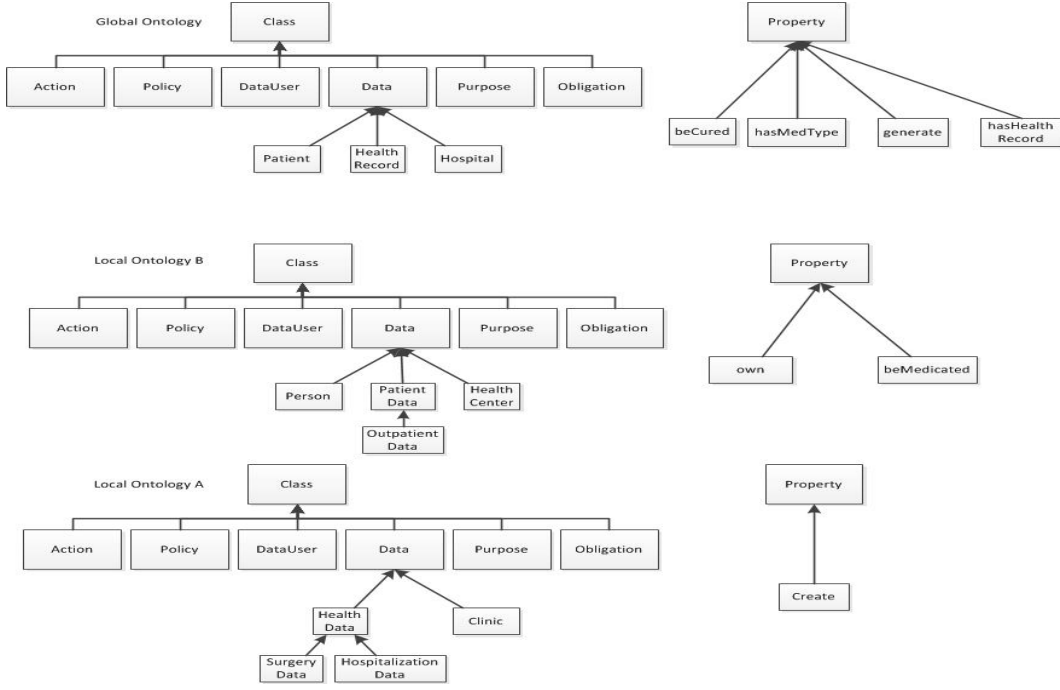 Global Ontology
Class
Property
Action
Policy
DataUser
Data
Purpose
Obligation
beCured
hasMedType
generate
hasHealth
Record
Patient
Health
Record
Hospital
Local Ontology B
Class
Property
Action
Policy
DataUser
Data
Purpose
Obligation
own
beMedicated
Person
Patient
Data
Health
Center
Outpatient
Data
Local Ontology A
Class
Property
Action
Policy
DataUser
Data
Purpose
Obligation
Create
Health
Data
Clinic
Surgery
Data
Hospitalization
Data